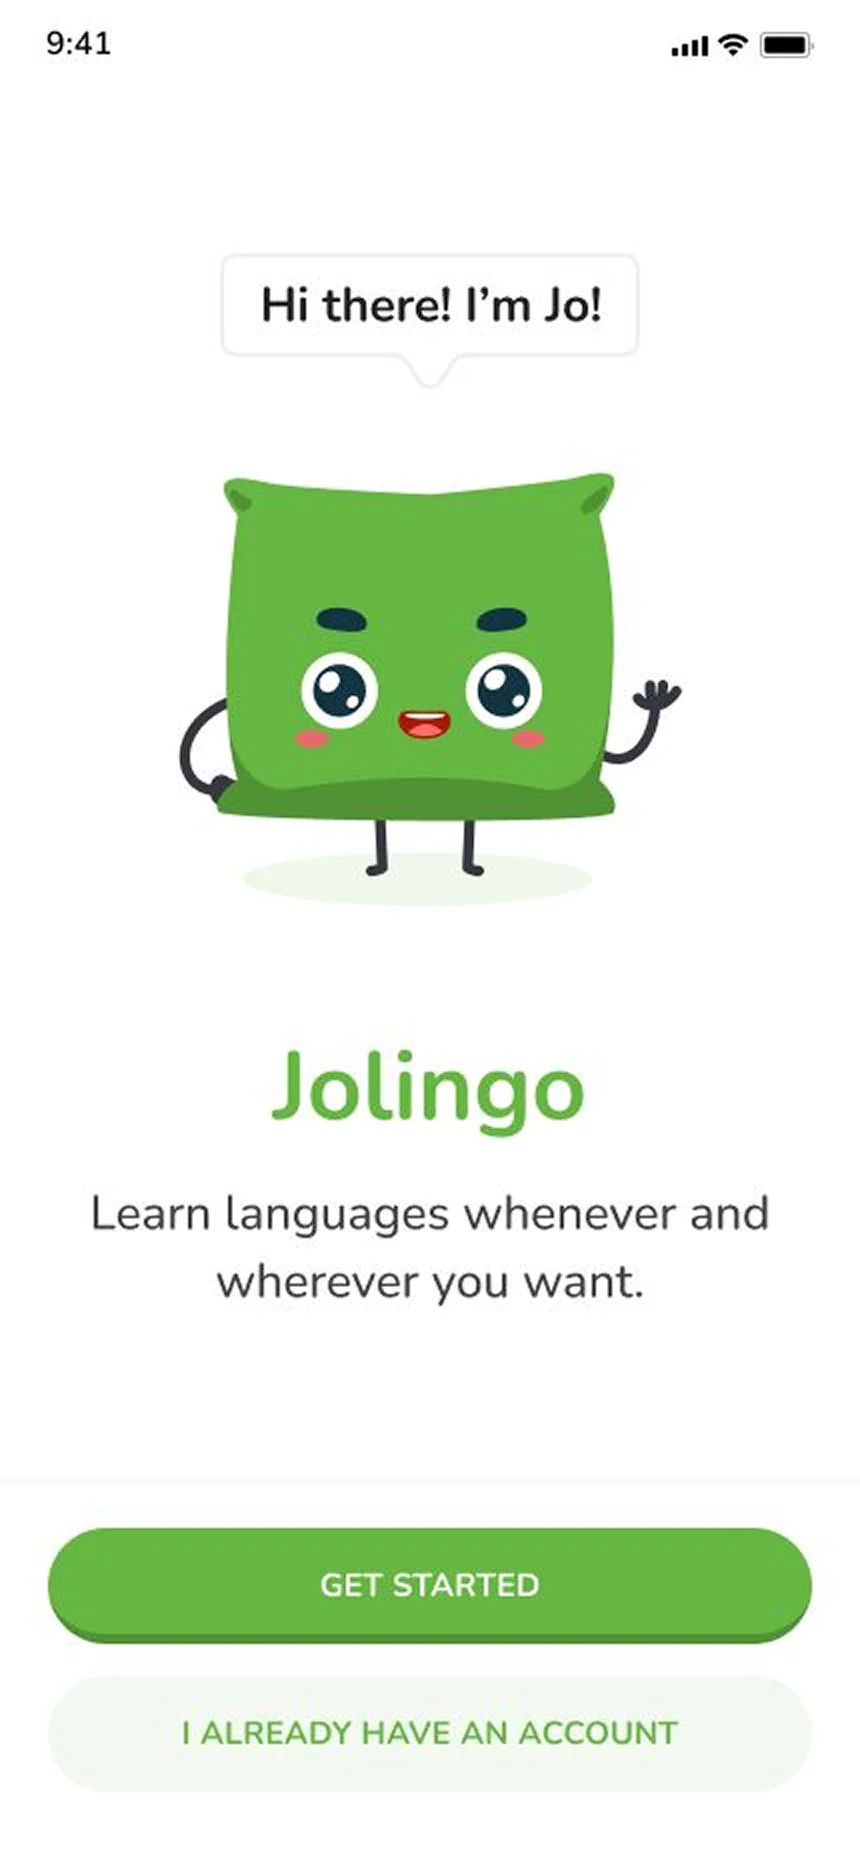 9:41
Hi there! I’m Jo!
Jolingo
Learn languages whenever and
wherever you want.
GET STARTED
I ALREADY HAVE AN ACCOUNT